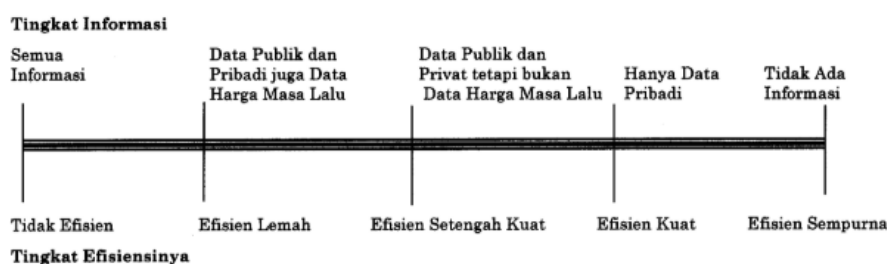 Tingkat Informasi
Semua
Informasi
Data Publik dan
Pribadi juga Data
Harga Masa Lalu
Data Publik dan
Privat tetapi bukan
Data Harga Masa Lalu
Hanya Data
Pribadi
Tidak Ada
Informasi
Tidak Efisien
Efisien Lemah
Efisien Setengah Kuat
Efisien Kuat
Efisien Sempurna
Tingkat Efisiensinya